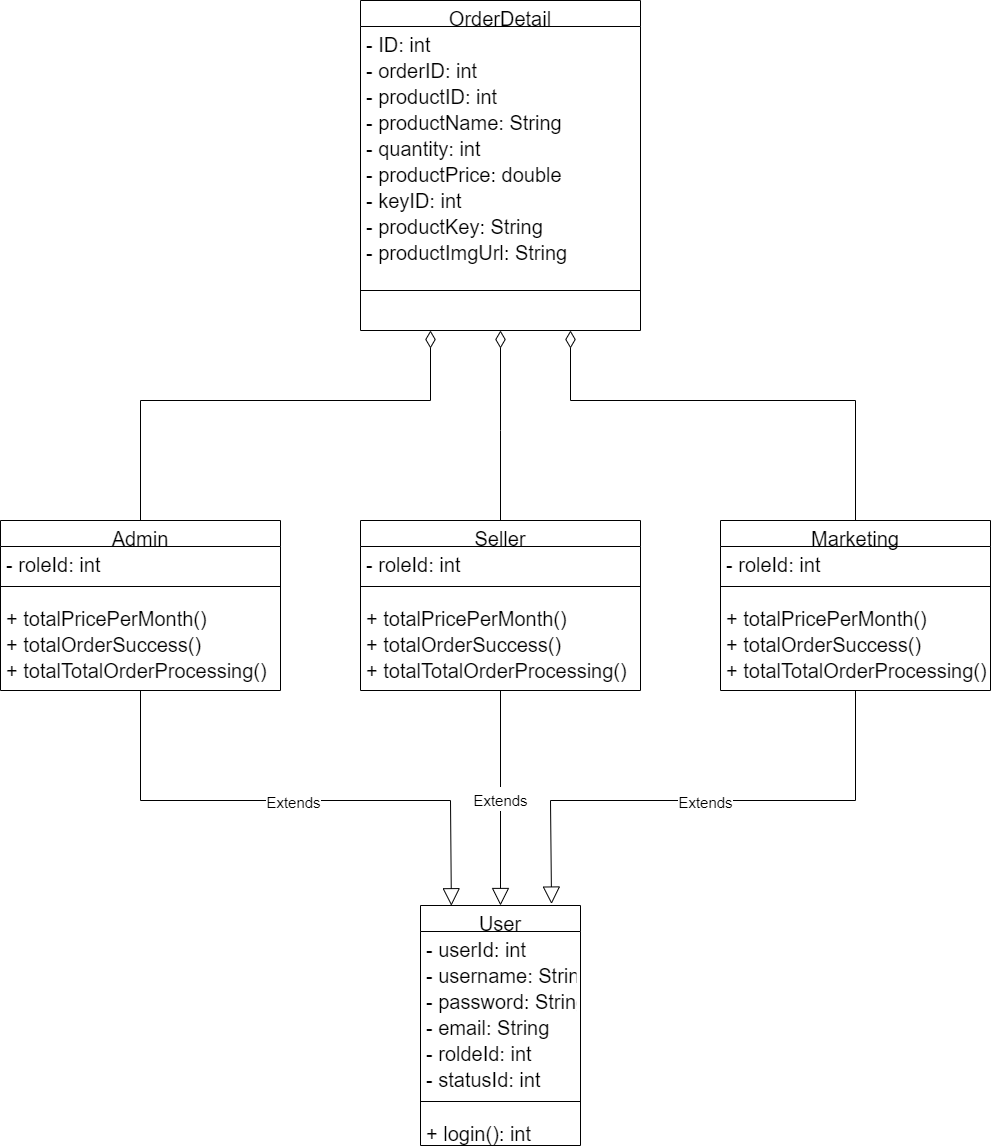 OrderDetail
- ID: int
- orderID: int
- productID: int
- productName: String
- quantity: int
- productPrice: double
- keyID: int
- productKey: String
- productImgUrl: String
Admin
- roleId: int
+ totalPricePerMonth()
+ totalOrderSuccess()
+ totalTotalOrderProcessing()
Seller
- roleId: int
+ totalPricePerMonth()
+ totalOrderSuccess()
+ totalTotalOrderProcessing()
Marketing
- roleId: int
+ totalPricePerMonth()
+ totalOrderSuccess()
+ totalTotalOrderProcessing()
Extends
Extends
Extends
User
- userId: int
- username: Strin
- password: Strin
- email: String
- roldeId: int
- statusId: int
+ login(): int